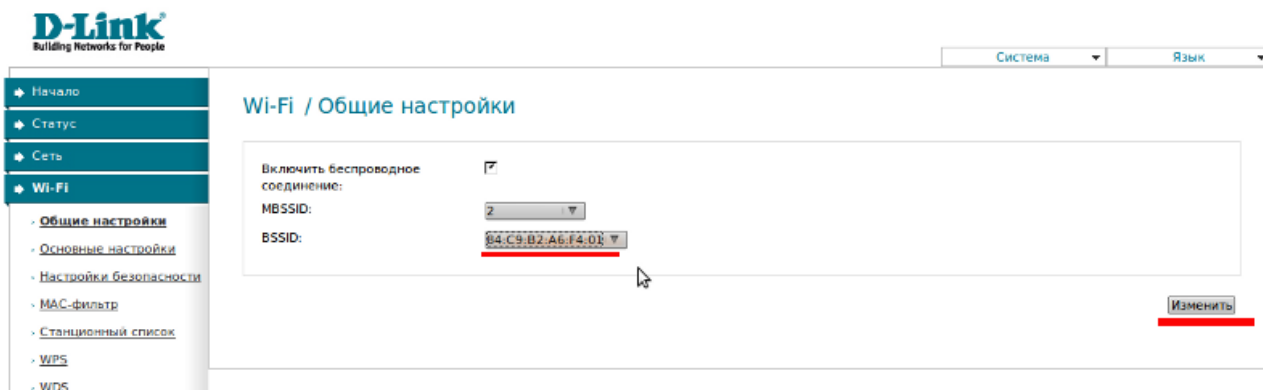 D-Link
Building Networks for People
Система
Язык
Начало
Статус
Сеть
Wi-Fi
Общие настройки
Основные настройки
Настройки безопасности
MAC-фильтр
Станционный список
WPS
WDS
Wi-Fi / Общие настройки
Включить беспроводное
соединение:
MBSSID: 2
BSSID: 84:C9:B2:A6:F4:01
Изменить